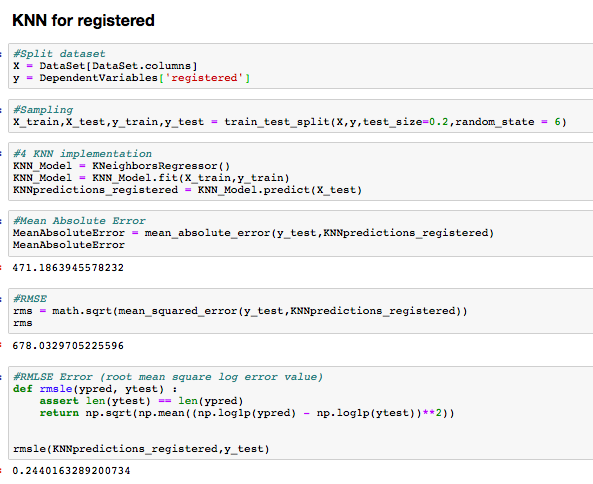 KNN for registered
#Split dataset
X = DataSet[DataSet.columns]
y = DependentVariables['registered']
#Sampling
X_train,X_test,y_train,y_test = train_test_split(X,y,test_size=0.2,random_state = 6)
#4 KNN implementation
KNN_Model = KNeighborsRegressor()
KNN_Model = KNN_Model.fit(X_train,y_train)
KNNpredictions_registered = KNN_Model.predict(X_test)
#Mean Absolute Error
MeanAbsoluteError = mean_absolute_error(y_test,KNNpredictions_registered)
MeanAbsoluteError
471.1863945578232
#RMSE
rms = math.sqrt(mean_squared_error(y_test,KNNpredictions_registered))
rms
678.0329705225596
#RMLSE Error (root mean square log error value)
def rmsle(ypred, ytest) :
    assert len(ytest) == len(ypred)
    return np.sqrt(np.mean((np.log1p(ypred) - np.log1p(ytest))**2))
rmsle(KNNpredictions_registered,y_test)
0.2440163289200734